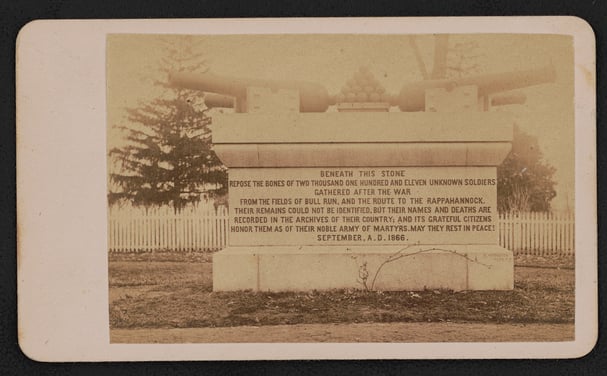 BENEATH THIS STONE
REPOSE THE BONES OF TWO THOUSAND ONE HUNDRED AND ELEVEN UNKNOWN SOLDIERS
GATHERED AFTER THE WAR
FROM THE FIELDS OF BULL RUN, AND THE ROUTE TO THE RAPPAHANNOCK.
THEIR REMAINS COULD NOT BE IDENTIFIED, BUT THEIR NAMES AND DEATHS ARE
RECORDED IN THE ARCHIVES OF THEIR COUNTRY; AND ITS GRATEFUL CITIZENS
HONOR THEM AS OF THEIR NOBLE ARMY OF MARTYRS. MAY THEY REST IN PEACE!
SEPTEMBER, A.D. 1866.